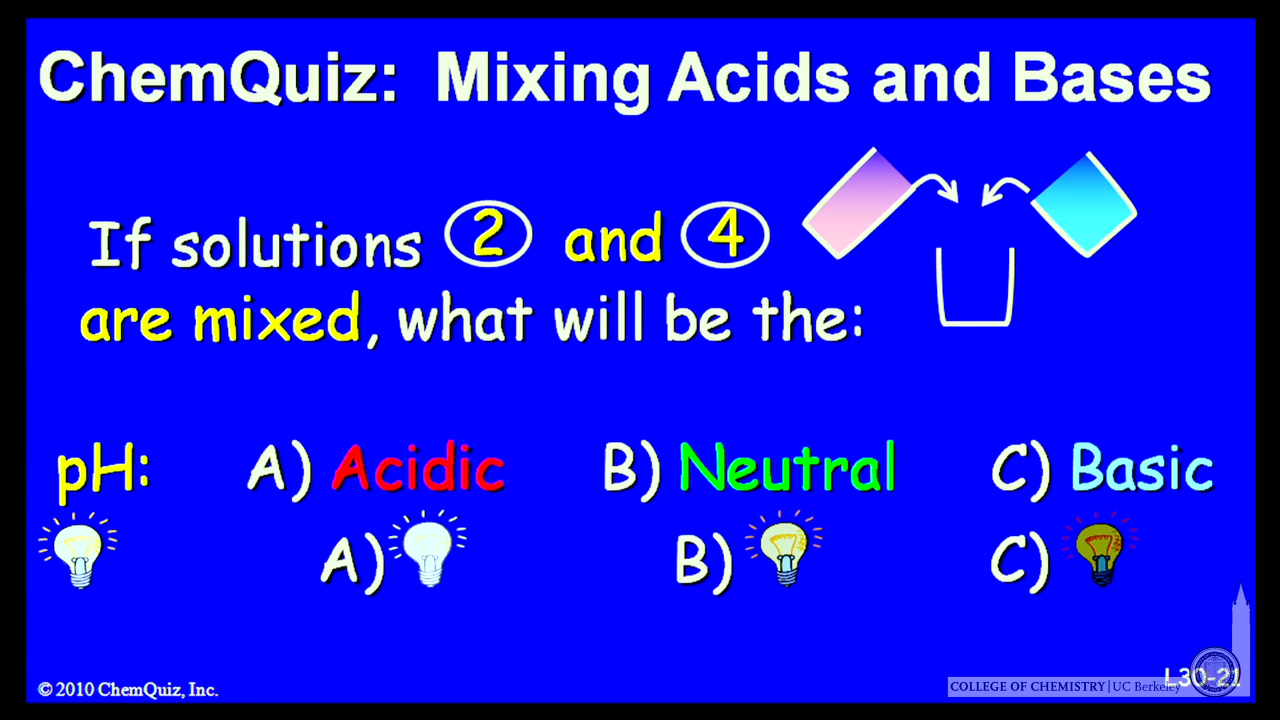 ChemQuiz: Mixing Acids and Bases
If solutions 2 and 4
are mixed, what will be the:
pH: A) Acidic B) Neutral C) Basic
A) B) C)
© 2010 ChemQuiz, Inc.
L30-21
COLLEGE OF CHEMISTRY | UC Berkeley